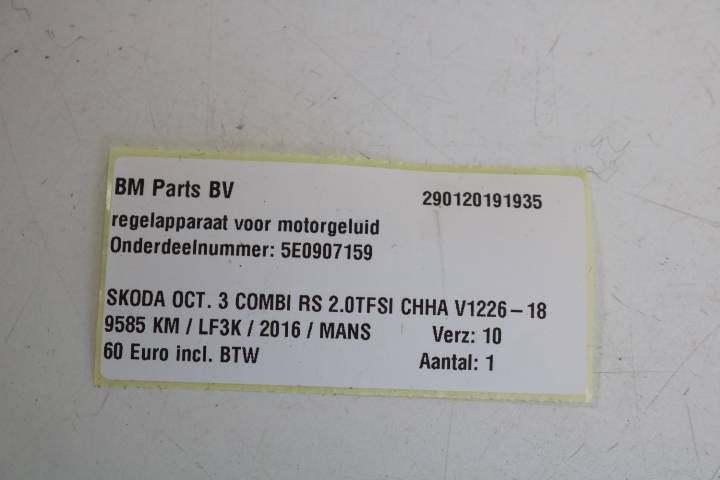 BM Parts BV 290120191935
regelapparaat voor motorgeluid
Onderdeelnummer: 5E0907159
SKODA OCT. 3 COMBI RS 2.0TFSI CHHA V1226-18
9585 KM / LF3K / 2016 / MANS Verz: 10
60 Euro incl. BTW Aantal: 1